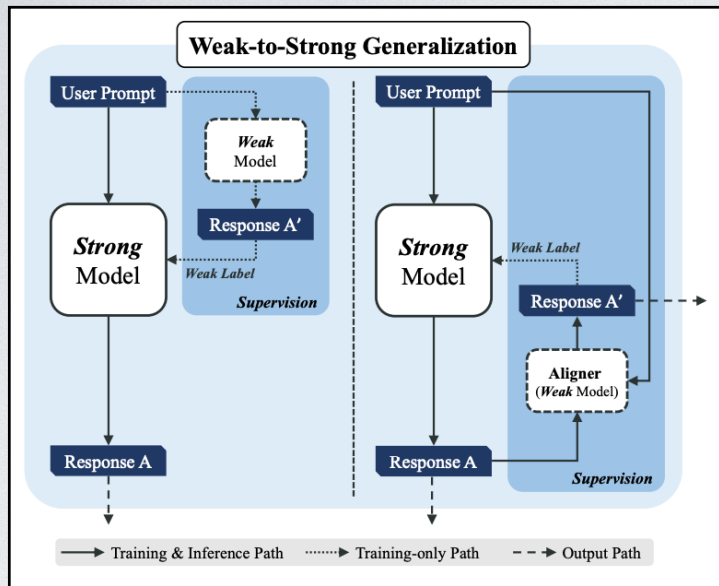 Weak-to-Strong Generalization
User Prompt
Weak
Model
Response A′
Strong
Model
Weak Label
Supervision
Response A
User Prompt
Strong
Model
Weak Label
Response A′
Aligner
(Weak Model)
Response A
Supervision
Training & Inference Path
Training-only Path
Output Path